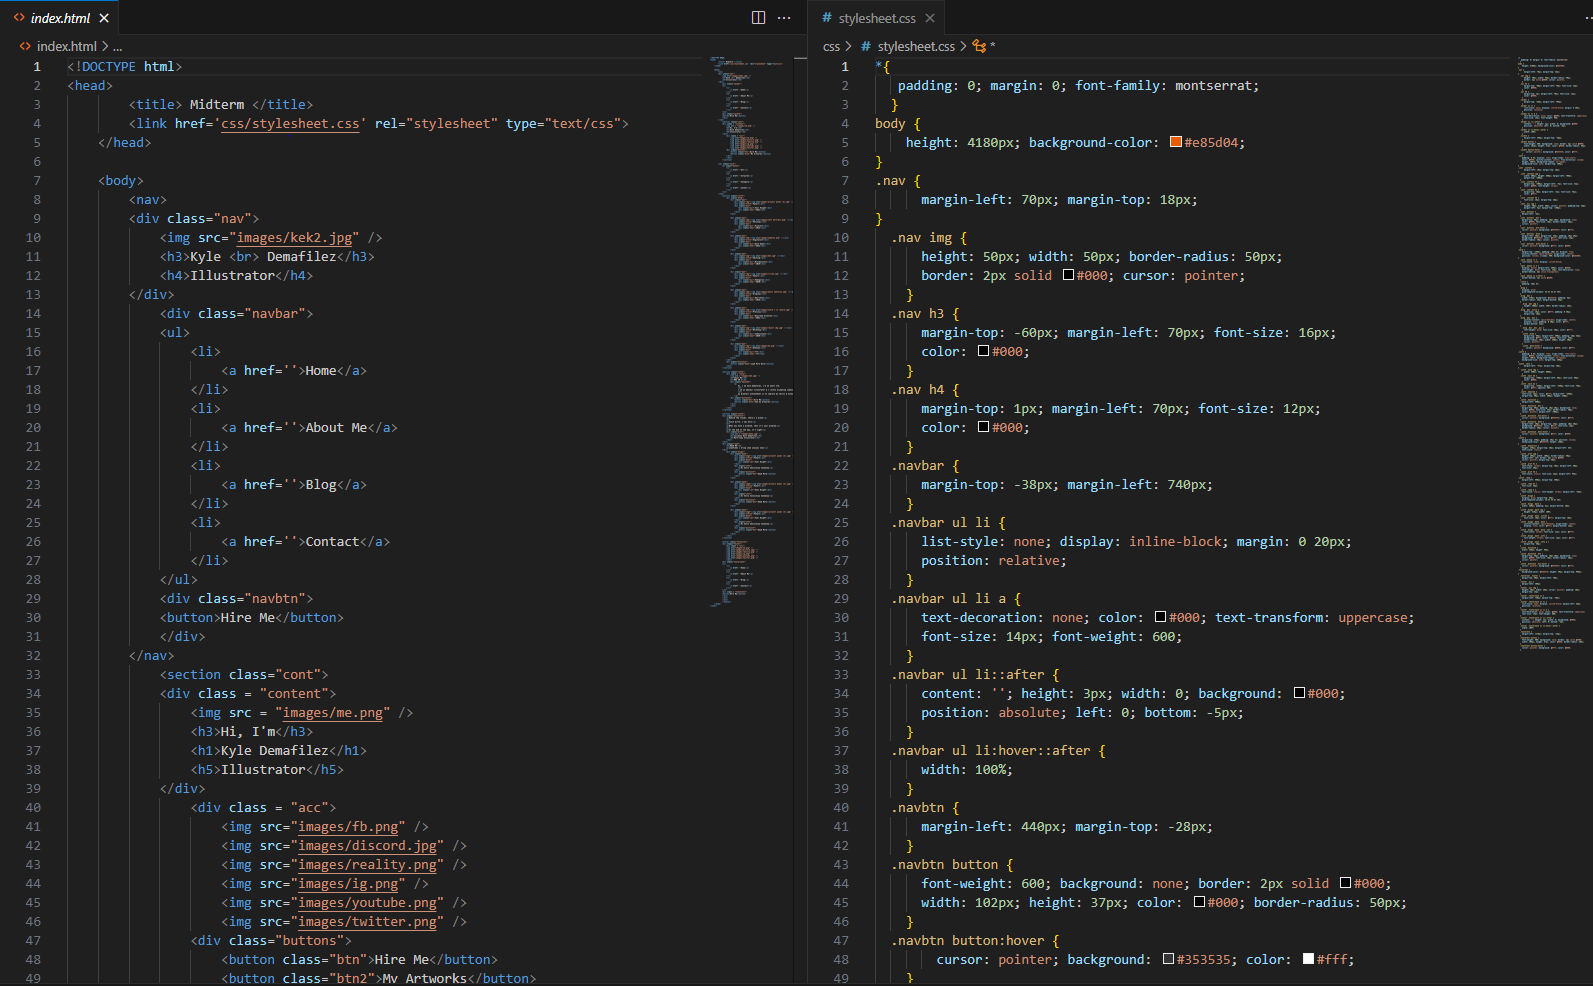 index.html
index.html > ...
1 <!DOCTYPE html>
2 <head>
3 <title> Midterm </title>
4 <link href='css/stylesheet.css' rel="stylesheet" type="text/css">
5 </head>
6
7 <body>
8 <nav>
9 <div class="nav">
10 <img src="images/kek2.jpg" />
11 <h3>Kyle <br> Demafilez</h3>
12 <h4>Illustrator</h4>
13 </div>
14 <div class="navbar">
15 <ul>
16 <li>
17 <a href=''>Home</a>
18 </li>
19 <li>
20 <a href=''>About Me</a>
21 </li>
22 <li>
23 <a href=''>Blog</a>
24 </li>
25 <li>
26 <a href=''>Contact</a>
27 </li>
28 </ul>
29 <div class="navbtn">
30 <button>Hire Me</button>
31 </div>
32 </nav>
33 <section class="cont">
34 <div class = "content">
35 <img src = "images/me.png" />
36 <h3>Hi, I'm</h3>
37 <h1>Kyle Demafilez</h1>
38 <h5>Illustrator</h5>
39 </div>
40 <div class = "acc">
41 <img src="images/fb.png" />
42 <img src="images/discord.jpg" />
43 <img src="images/reality.png" />
44 <img src="images/ig.png" />
45 <img src="images/youtube.png" />
46 <img src="images/twitter.png" />
47 <div class="buttons">
48 <button class="btn">Hire Me</button>
49 <button class="btn2">My Artworks</button>
# stylesheet.css
css > # stylesheet.css > *
1 *{
2 padding: 0; margin: 0; font-family: montserrat;
3 }
4 body {
5 height: 4180px; background-color: #e85d04;
6 }
7 .nav {
8 margin-left: 70px; margin-top: 18px;
9 }
10 .nav img {
11 height: 50px; width: 50px; border-radius: 50px;
12 border: 2px solid #000; cursor: pointer;
13 }
14 .nav h3 {
15 margin-top: -60px; margin-left: 70px; font-size: 16px;
16 color: #000;
17 }
18 .nav h4 {
19 margin-top: 1px; margin-left: 70px; font-size: 12px;
20 color: #000;
21 }
22 .navbar {
23 margin-top: -38px; margin-left: 740px;
24 }
25 .navbar ul li {
26 list-style: none; display: inline-block; margin: 0 20px;
27 position: relative;
28 }
29 .navbar ul li a {
30 text-decoration: none; color: #000; text-transform: uppercase;
31 font-size: 14px; font-weight: 600;
32 }
33 .navbar ul li::after {
34 content: ''; height: 3px; width: 0; background: #000;
35 position: absolute; left: 0; bottom: -5px;
36 }
37 .navbar ul li:hover::after {
38 width: 100%;
39 }
40 .navbtn {
41 margin-left: 440px; margin-top: -28px;
42 }
43 .navbtn button {
44 font-weight: 600; background: none; border: 2px solid #000;
45 width: 102px; height: 37px; color: #000; border-radius: 50px;
46 }
47 .navbtn button:hover {
48 cursor: pointer; background: #353535; color: #fff;
49 }